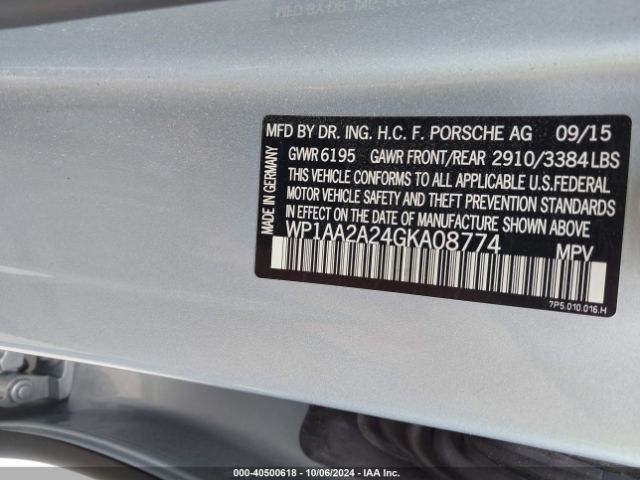 MFD BY DR. ING. H.C. F. PORSCHE AG 09/15
GVWR 6195 GAWR FRONT/REAR 2910/3384 LBS
THIS VEHICLE CONFORMS TO ALL APPLICABLE U.S.FEDERAL
MOTOR VEHICLE SAFETY AND THEFT PREVENTION STANDARDS
IN EFFECT ON THE DATE OF MANUFACTURE SHOWN ABOVE
WP1AA2A24GKA08774 MPV
7P5.010.016.H
MADE IN GERMANY
000-40500618 - 10/06/2024 - IAA Inc.